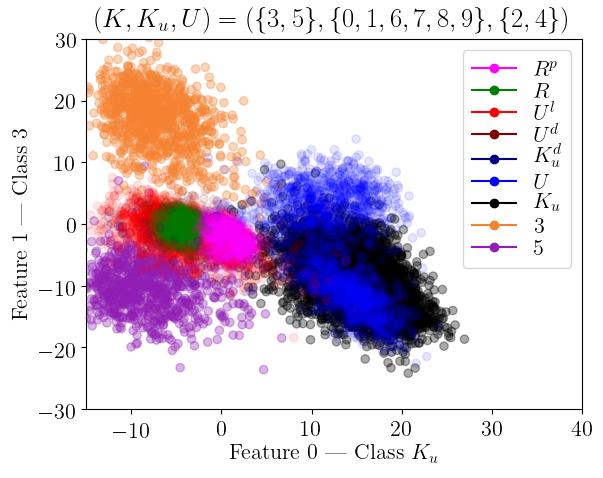 (K, K_u, U) = ({3, 5}, {0, 1, 6, 7, 8, 9}, {2, 4})
30
20
10
0
−10
−20
−30
Feature 1 — Class 3
R^p
R
U^l
U^d
K_u^d
U
K_u
3
5
−10 0 10 20 30 40
Feature 0 — Class K_u